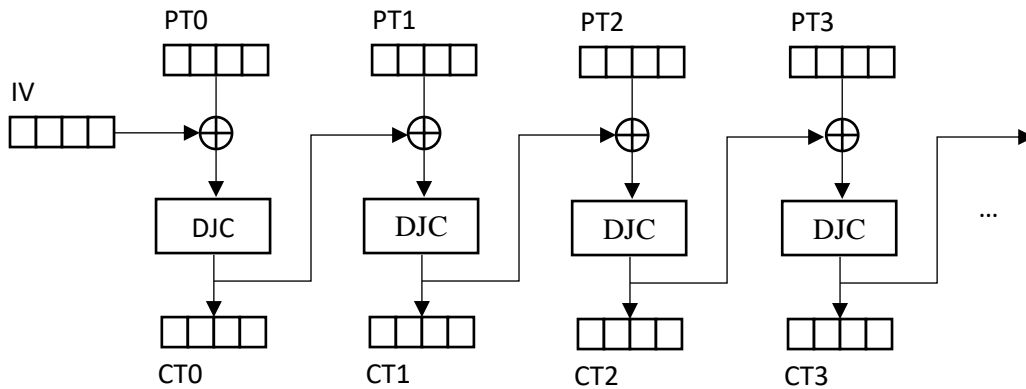 PT0 PT1 PT2 PT3
IV
DJC DJC DJC DJC
...
CT0 CT1 CT2 CT3